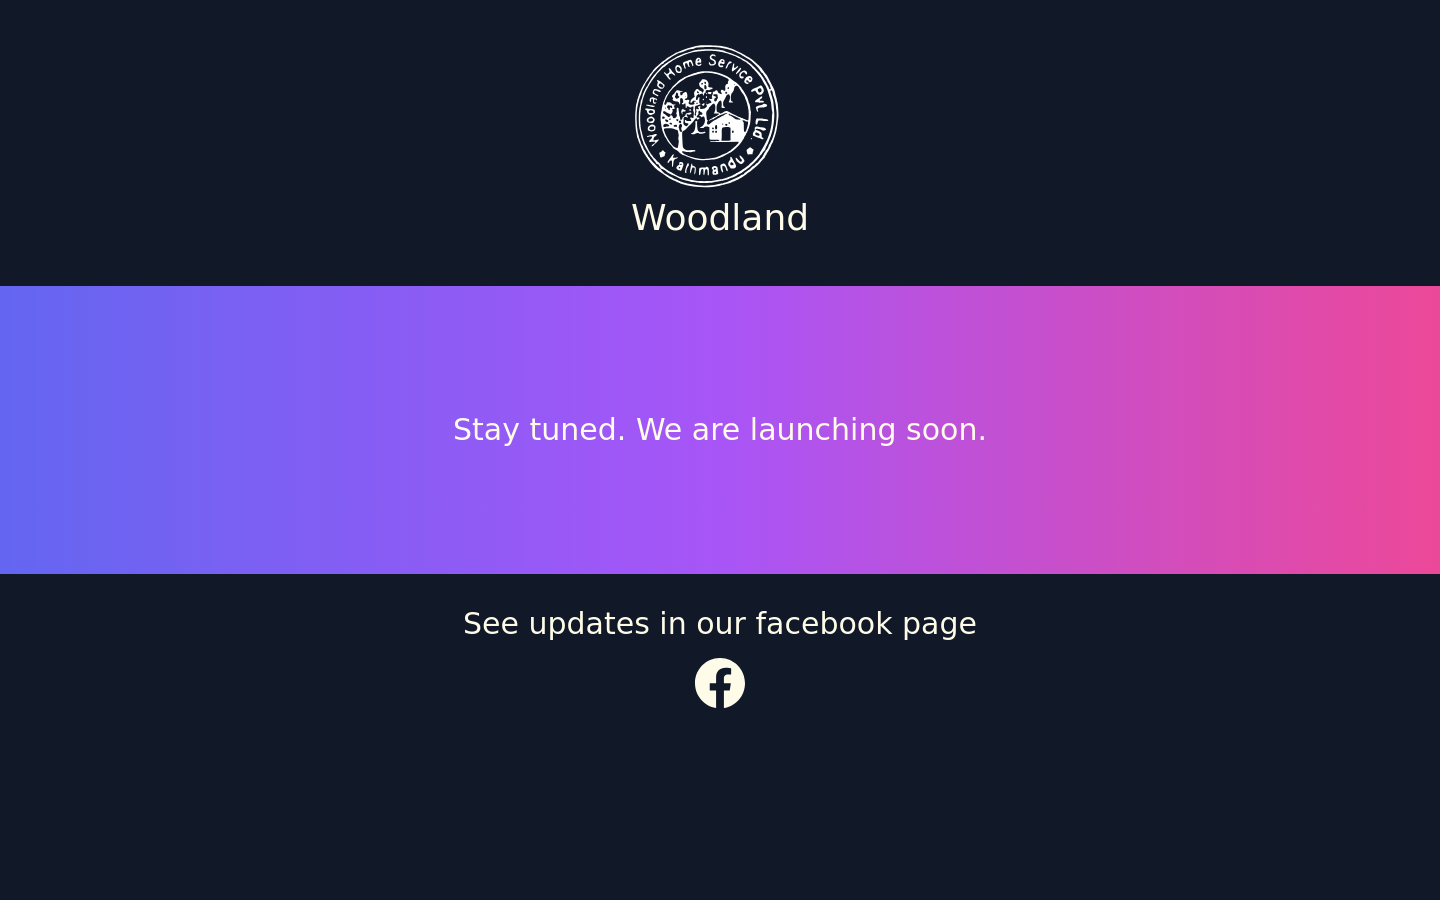 Woodland Home Service Pvt Ltd
Kathmandu
Woodland
Stay tuned. We are launching soon.
See updates in our facebook page